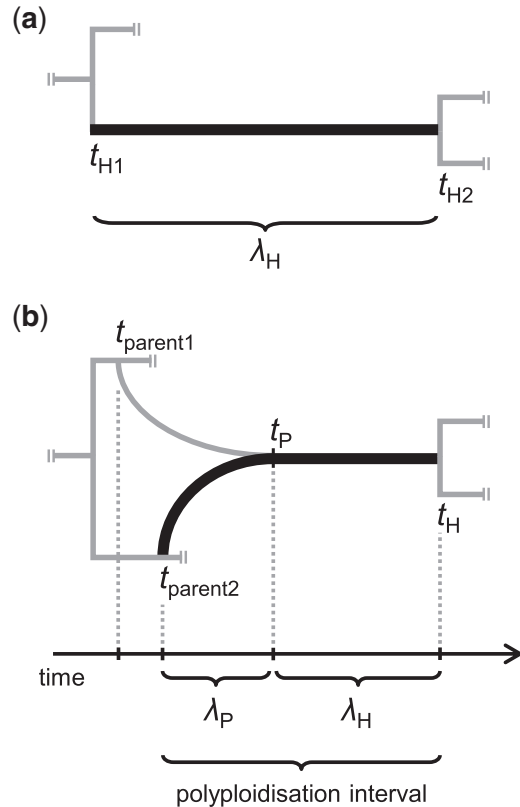 (a)
tH1
tH2
λH
(b)
tparent1
tP
tH
tparent2
time
λP
λH
polyploidisation interval